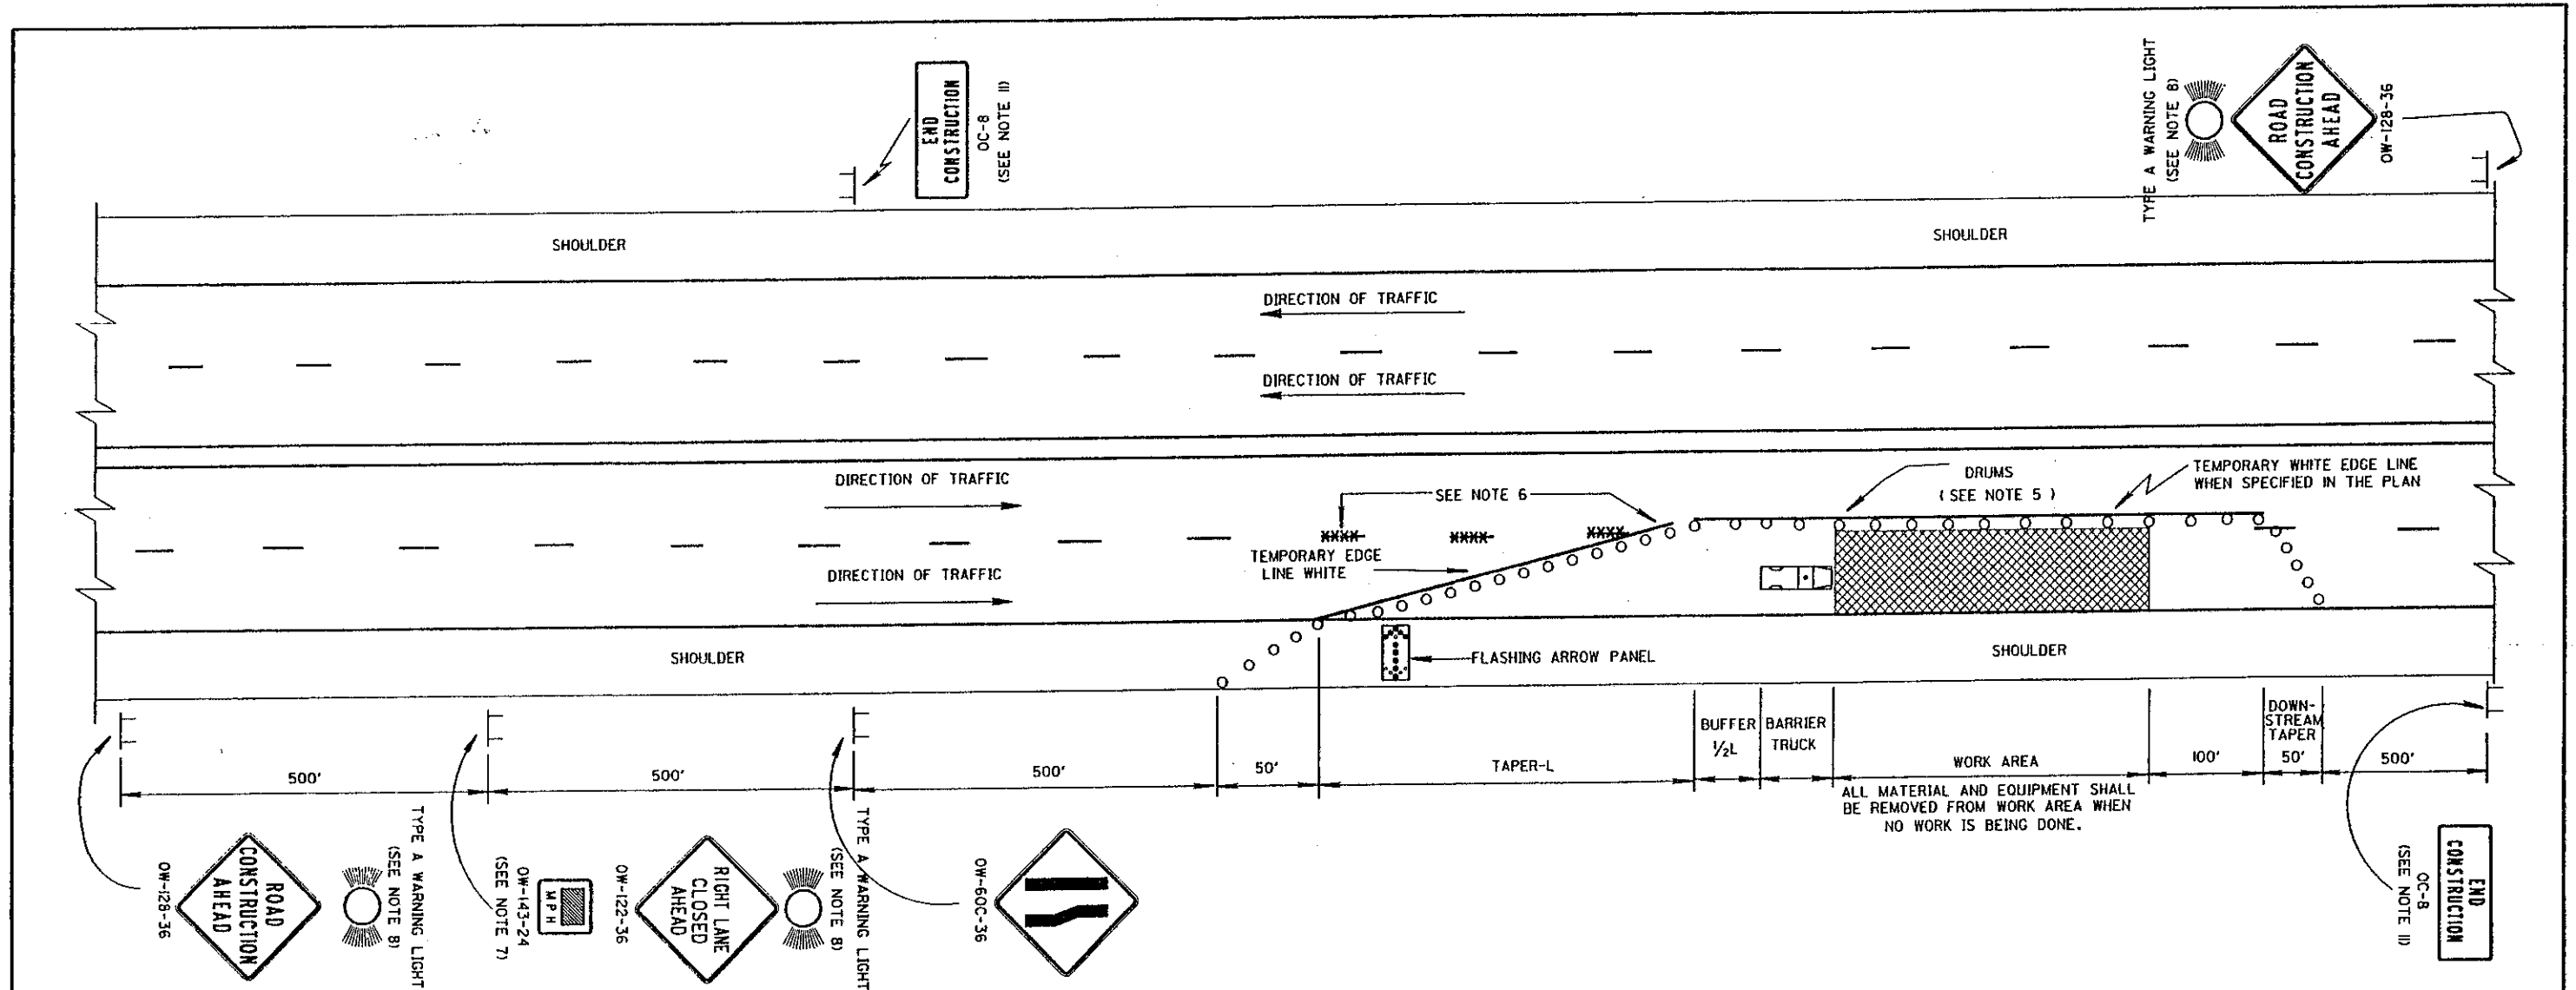 END
CONSTRUCTION
OC-8
(SEE NOTE 11)
TYPE A WARNING LIGHT
(SEE NOTE 8)
ROAD
CONSTRUCTION
AHEAD
OW-128-36
SHOULDER
SHOULDER
DIRECTION OF TRAFFIC
DIRECTION OF TRAFFIC
DIRECTION OF TRAFFIC
SEE NOTE 6
DRUMS
( SEE NOTE 5 )
TEMPORARY WHITE EDGE LINE
WHEN SPECIFIED IN THE PLAN
TEMPORARY EDGE
LINE WHITE
DIRECTION OF TRAFFIC
SHOULDER
FLASHING ARROW PANEL
SHOULDER
500'
500'
500'
50'
TAPER-L
BUFFER
½L
BARRIER
TRUCK
WORK AREA
100'
DOWN-
STREAM
TAPER
50'
500'
ALL MATERIAL AND EQUIPMENT SHALL
BE REMOVED FROM WORK AREA WHEN
NO WORK IS BEING DONE.
OW-128-36
ROAD
CONSTRUCTION
AHEAD
TYPE A WARNING LIGHT
(SEE NOTE 8)
OW-143-24
(SEE NOTE 7)
MPH
OW-122-36
RIGHT LANE
CLOSED
AHEAD
TYPE A WARNING LIGHT
(SEE NOTE 8)
OW-60C-36
END
CONSTRUCTION
OC-8
(SEE NOTE 11)